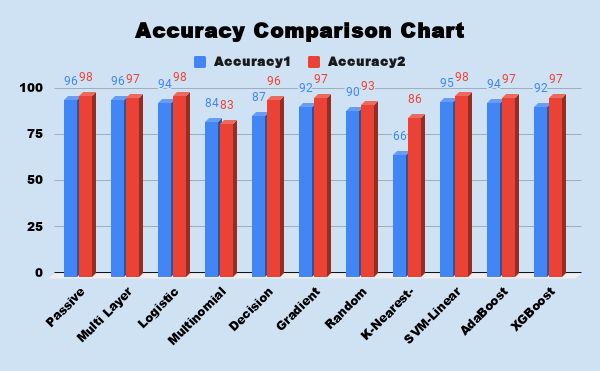 Accuracy Comparison Chart
Accuracy1 Accuracy2
96 98 96 97 94 98 84 83 87 96 92 97 90 93 66 86 95 98 94 97 92 97
100
75
50
25
0
Passive
Multi Layer
Logistic
Multinomial
Decision
Gradient
Random
K-Nearest-
SVM-Linear
AdaBoost
XGBoost